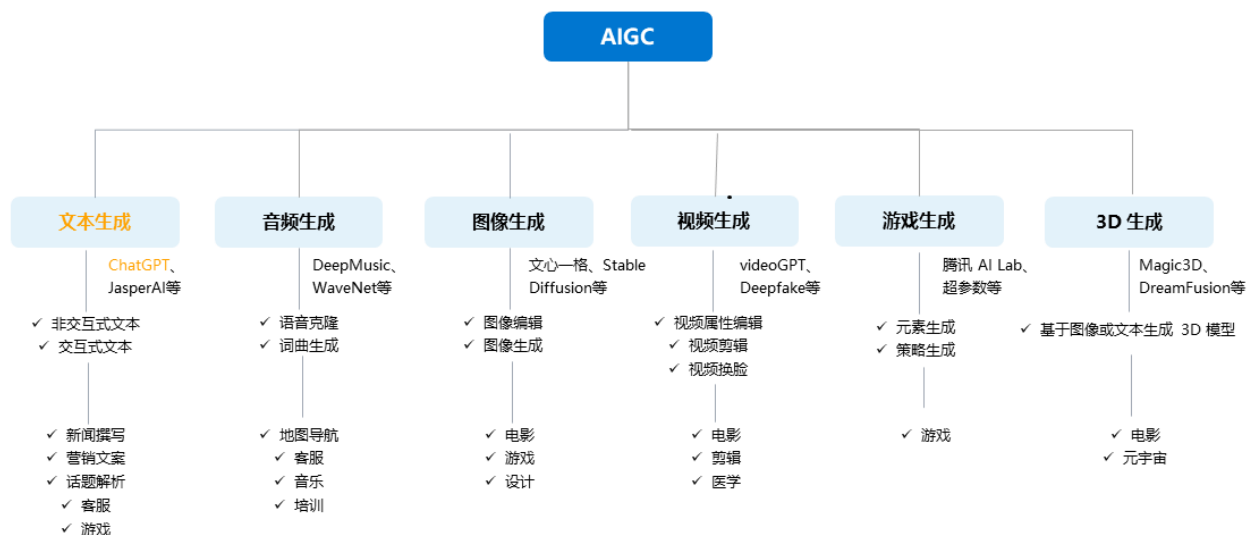 AIGC
文本生成
ChatGPT、
JasperAI等
✓ 非交互式文本
✓ 交互式文本
✓ 新闻撰写
✓ 营销文案
✓ 话题解析
✓ 客服
✓ 游戏
音频生成
DeepMusic、
WaveNet等
✓ 语音克隆
✓ 词曲生成
✓ 地图导航
✓ 客服
✓ 音乐
✓ 培训
图像生成
文心一格、Stable
Diffusion等
✓ 图像编辑
✓ 图像生成
✓ 电影
✓ 游戏
✓ 设计
视频生成
videoGPT、
Deepfake等
✓ 视频属性编辑
✓ 视频剪辑
✓ 视频换脸
✓ 电影
✓ 剪辑
✓ 医学
游戏生成
腾讯 AI Lab、
超参数等
✓ 元素生成
✓ 策略生成
✓ 游戏
3D 生成
Magic3D、
DreamFusion等
✓ 基于图像或文本生成 3D 模型
✓ 电影
✓ 元宇宙